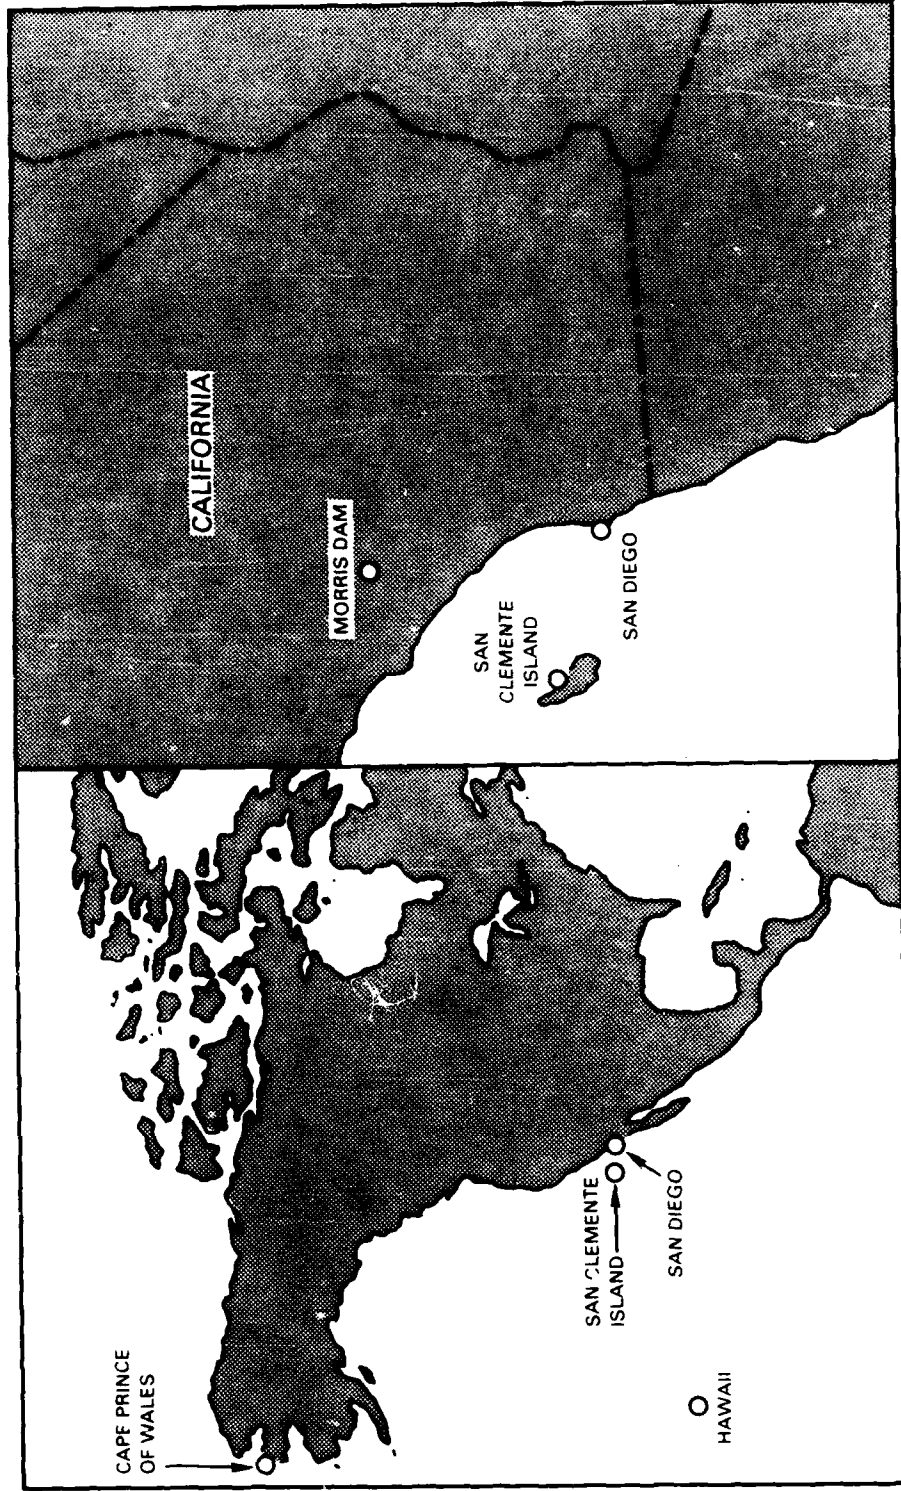 CAPE PRINCE
OF WALES
SAN CLEMENTE
ISLAND
SAN DIEGO
HAWAII
CALIFORNIA
MORRIS DAM
SAN
CLEMENTE
ISLAND
SAN DIEGO